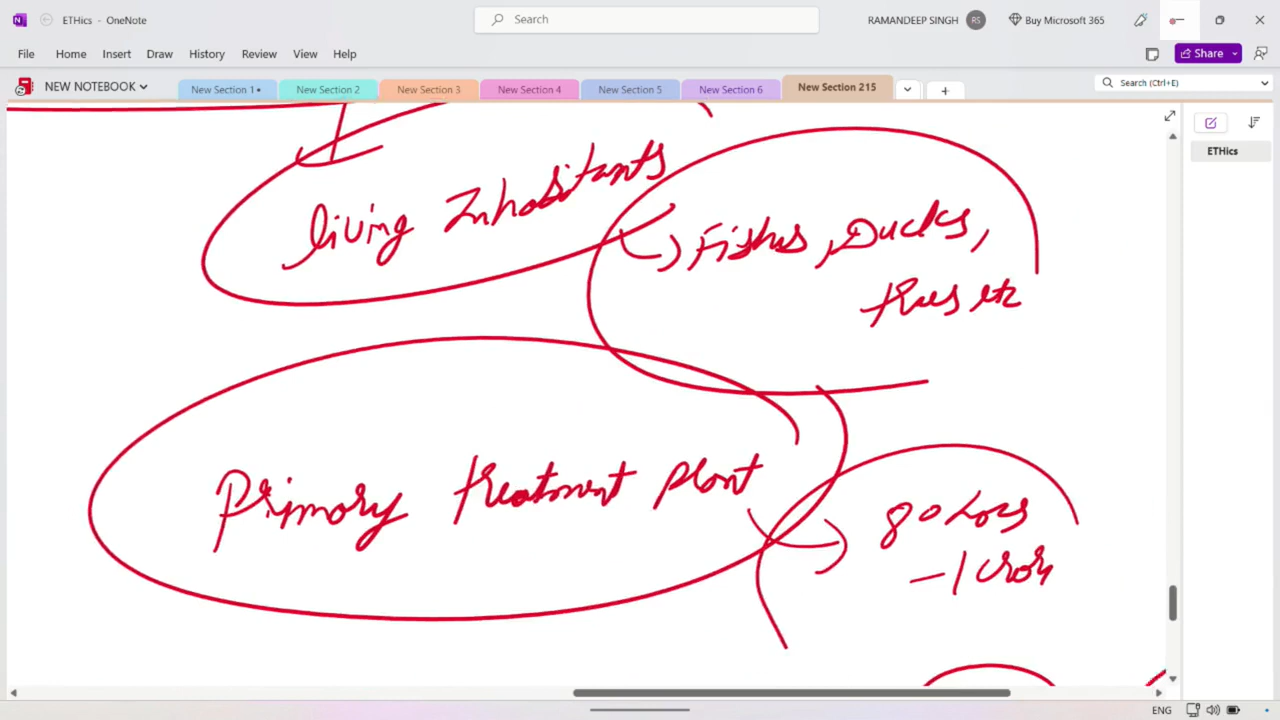 ETHics - OneNote
Search
RAMANDEEP SINGH
RS
Buy Microsoft 365
File Home Insert Draw History Review View Help
Share
NEW NOTEBOOK
New Section 1
New Section 2
New Section 3
New Section 4
New Section 5
New Section 6
New Section 215
Search (Ctrl+E)
ETHics
living Inhabitants
Fishes, Ducks,
trees etc
Primary treatment plant
80 Lacs
- 1 crore
ENG